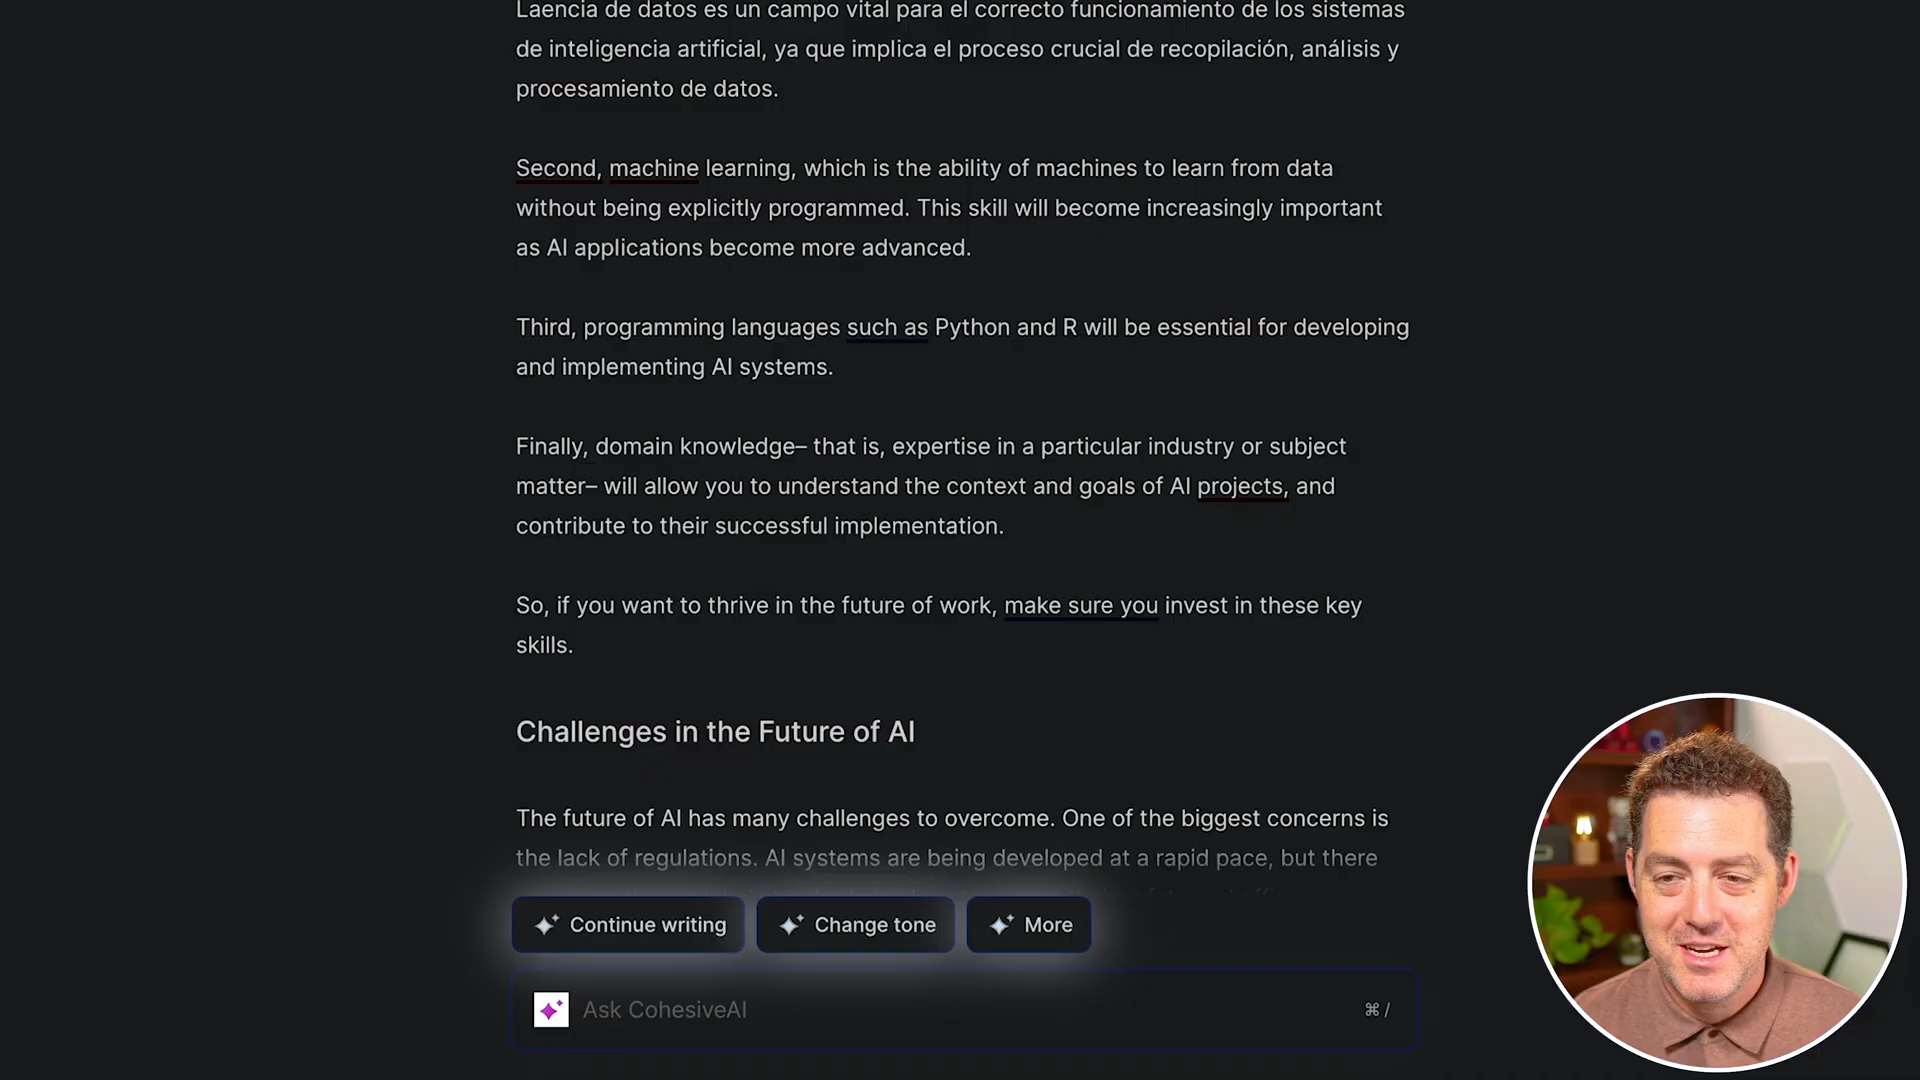 Laencia de datos es un campo vital para el correcto funcionamiento de los sistemas
de inteligencia artificial, ya que implica el proceso crucial de recopilación, análisis y
procesamiento de datos.
Second, machine learning, which is the ability of machines to learn from data
without being explicitly programmed. This skill will become increasingly important
as AI applications become more advanced.
Third, programming languages such as Python and R will be essential for developing
and implementing AI systems.
Finally, domain knowledge– that is, expertise in a particular industry or subject
matter– will allow you to understand the context and goals of AI projects, and
contribute to their successful implementation.
So, if you want to thrive in the future of work, make sure you invest in these key
skills.
Challenges in the Future of AI
The future of AI has many challenges to overcome. One of the biggest concerns is
the lack of regulations. AI systems are being developed at a rapid pace, but there
Continue writing
Change tone
More
Ask CohesiveAI
⌘ /